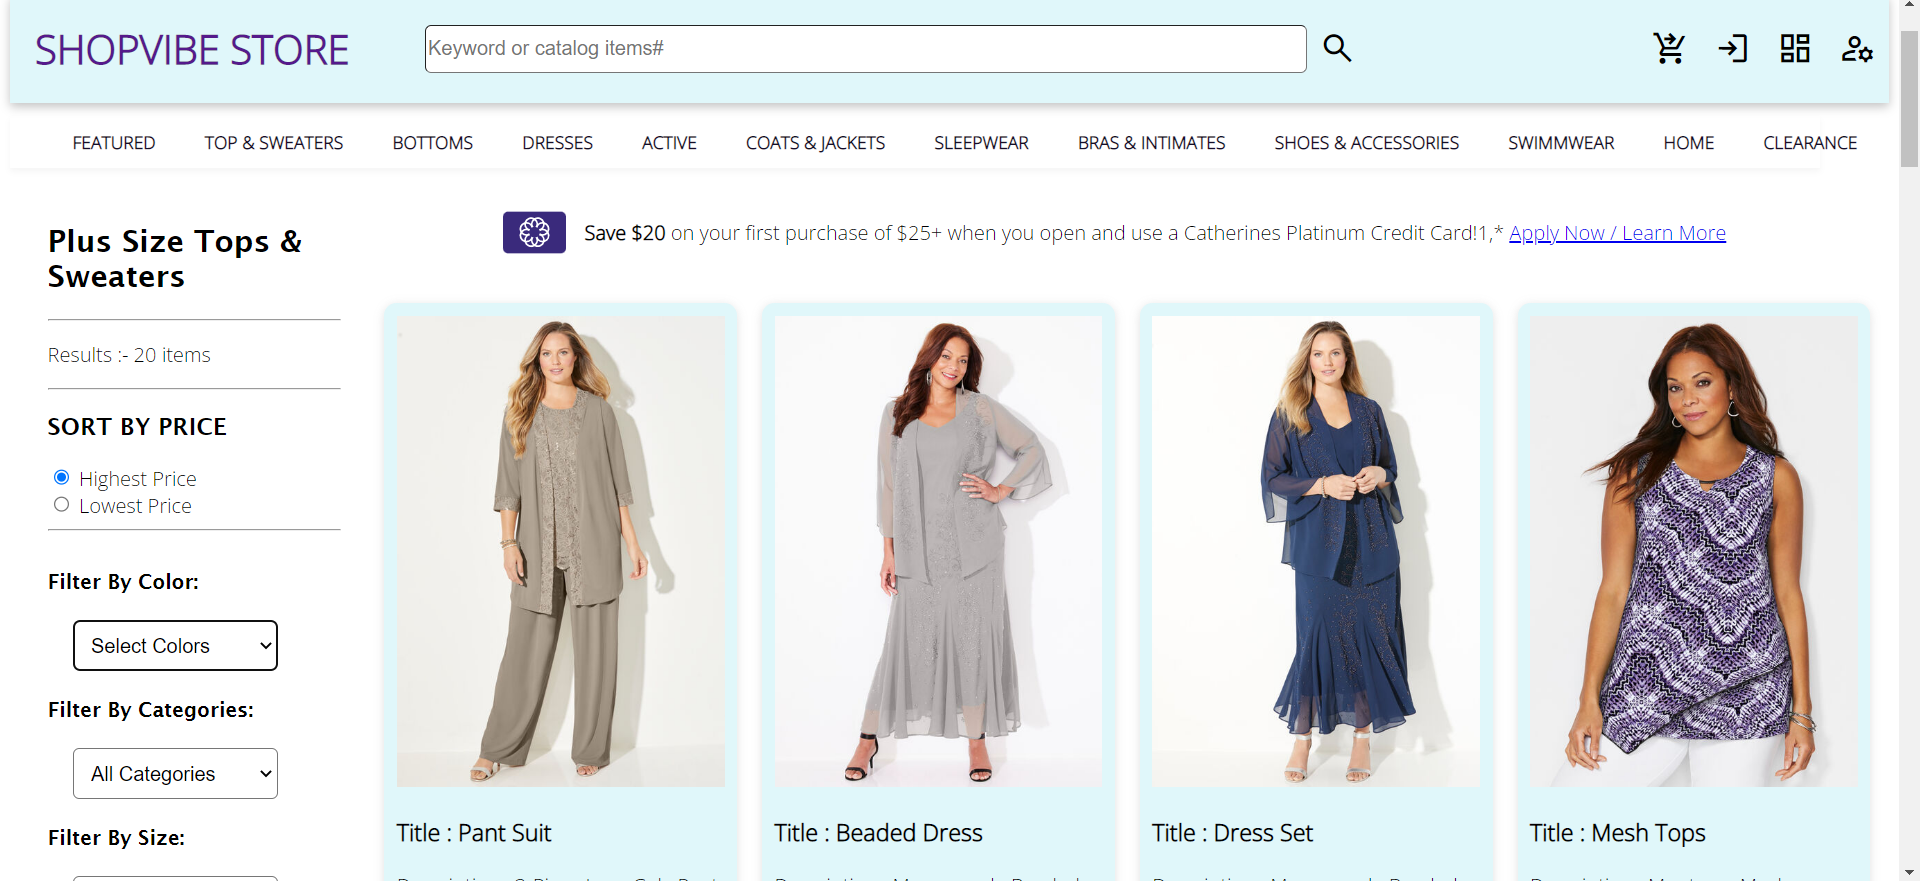 SHOPVIBE STORE
Keyword or catalog items#
FEATURED TOP & SWEATERS BOTTOMS DRESSES ACTIVE COATS & JACKETS SLEEPWEAR BRAS & INTIMATES SHOES & ACCESSORIES SWIMMWEAR HOME CLEARANCE
Save $20 on your first purchase of $25+ when you open and use a Catherines Platinum Credit Card!1,* Apply Now / Learn More
Plus Size Tops &
Sweaters
Results :- 20 items
SORT BY PRICE
Highest Price
Lowest Price
Filter By Color:
Select Colors
Filter By Categories:
All Categories
Filter By Size:
Title : Pant Suit
Title : Beaded Dress
Title : Dress Set
Title : Mesh Tops